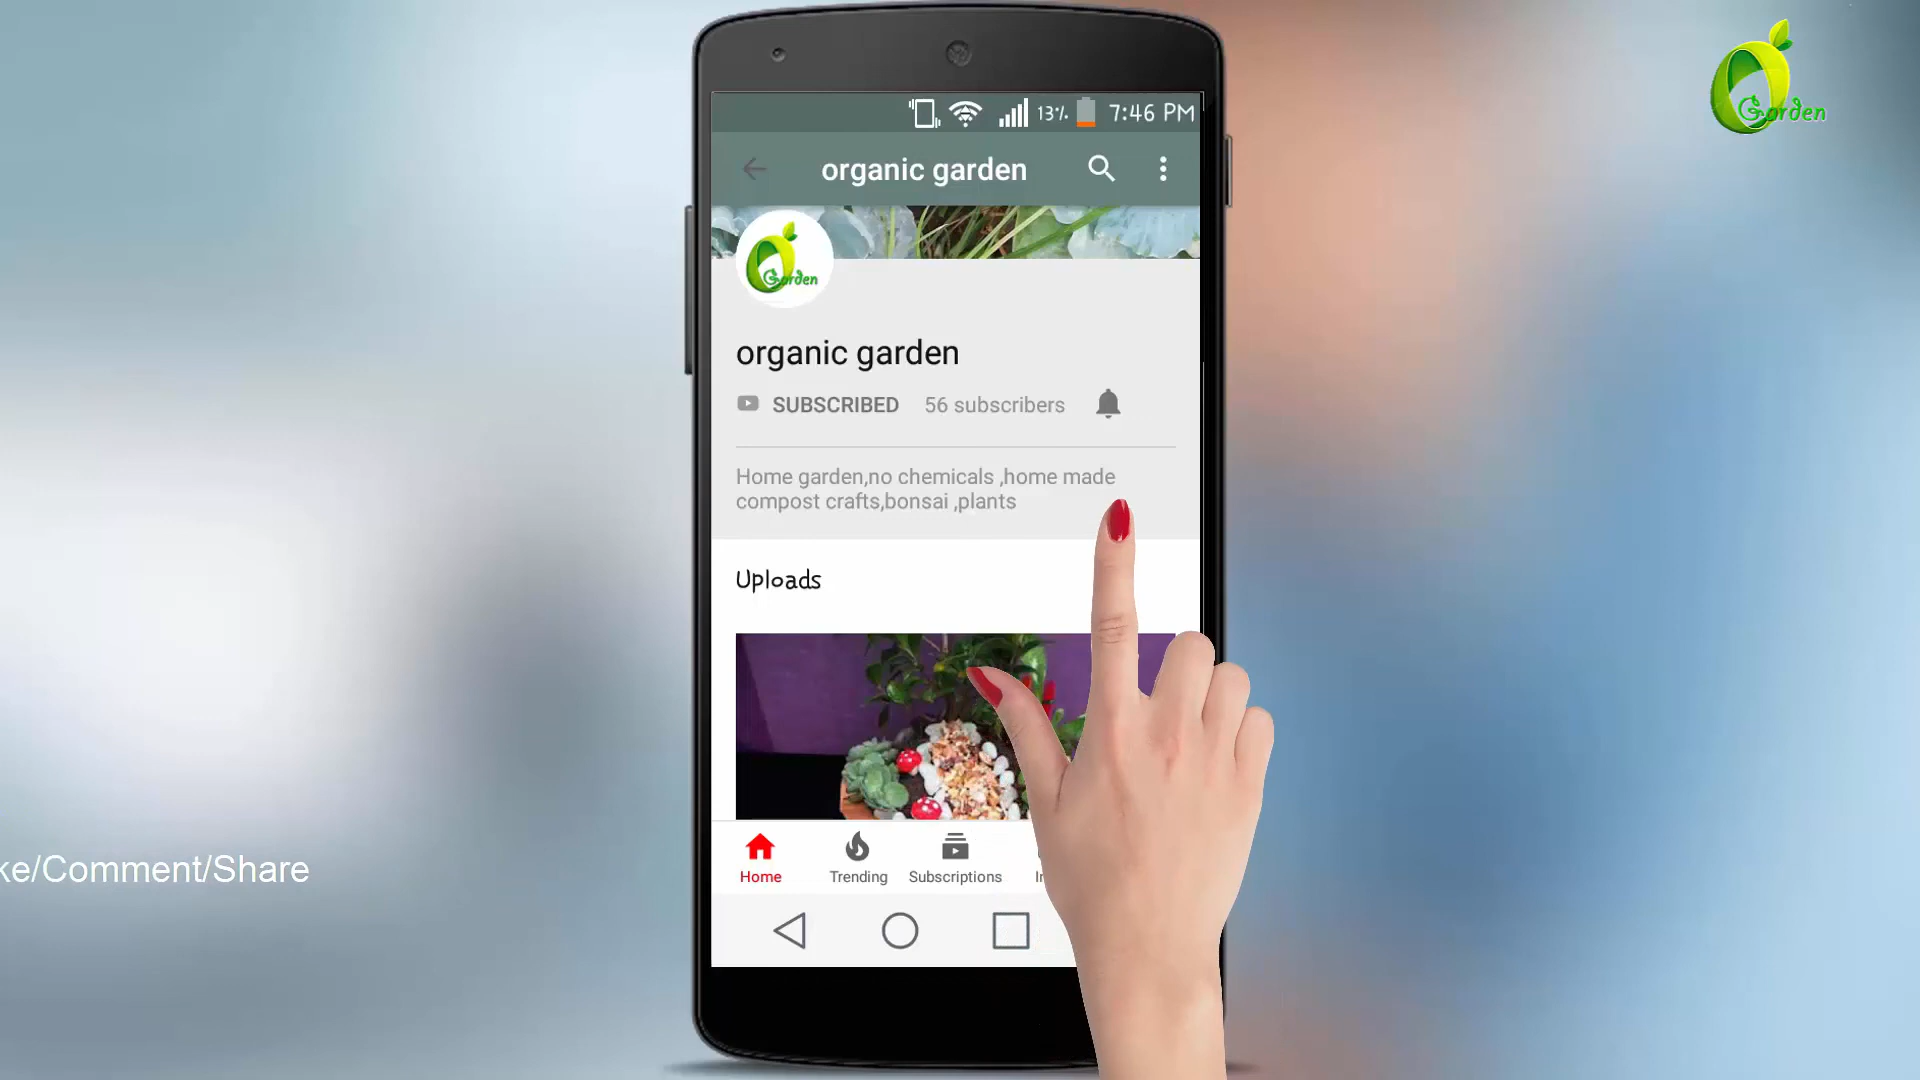 13% 7:46 PM
Garden
organic garden
Garden
organic garden
SUBSCRIBED 56 subscribers
Home garden,no chemicals ,home made
compost crafts,bonsai ,plants
Uploads
ke/Comment/Share
Home Trending Subscriptions